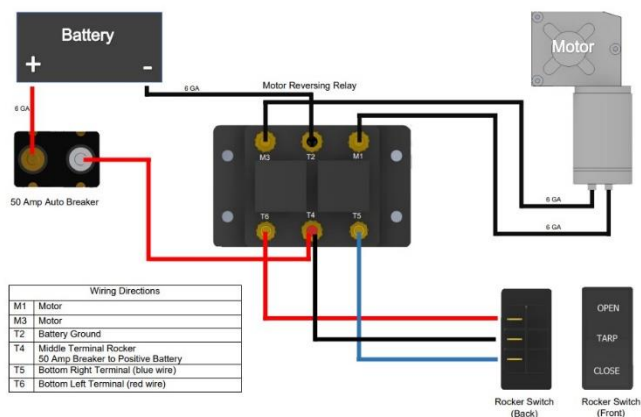 Battery
+
-
Motor
6 GA
Motor Reversing Relay
6 GA
6 GA
M3
T2
M1
50 Amp Auto Breaker
T6
T4
T5
6 GA
6 GA
Wiring Directions
M1 Motor
M3 Motor
T2 Battery Ground
T4 Middle Terminal Rocker
50 Amp Breaker to Positive Battery
T5 Bottom Right Terminal (blue wire)
T6 Bottom Left Terminal (red wire)
OPEN
TARP
CLOSE
Rocker Switch
(Back)
Rocker Switch
(Front)